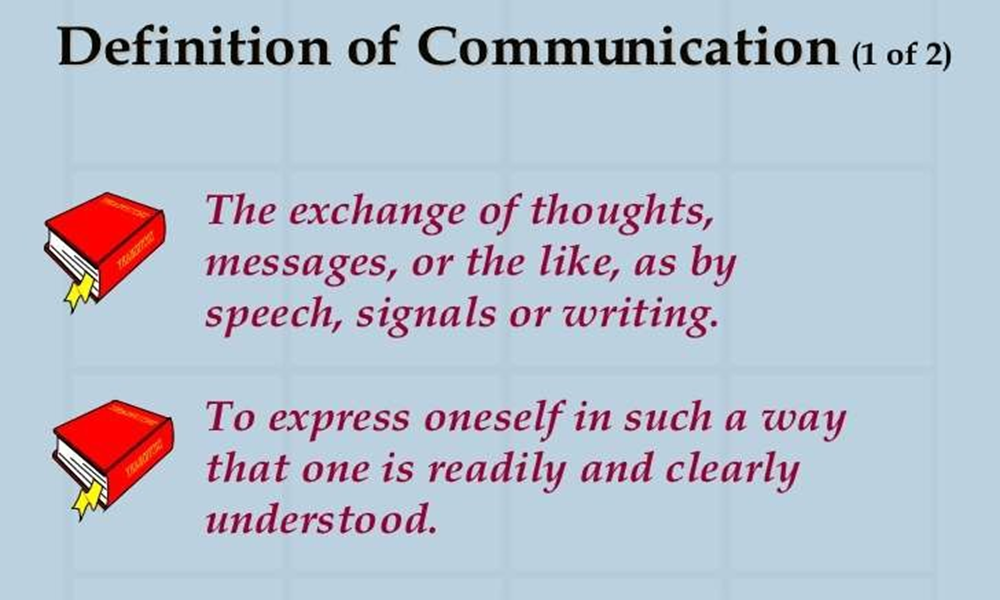 Definition of Communication (1 of 2)
The exchange of thoughts,
messages, or the like, as by
speech, signals or writing.
To express oneself in such a way
that one is readily and clearly
understood.